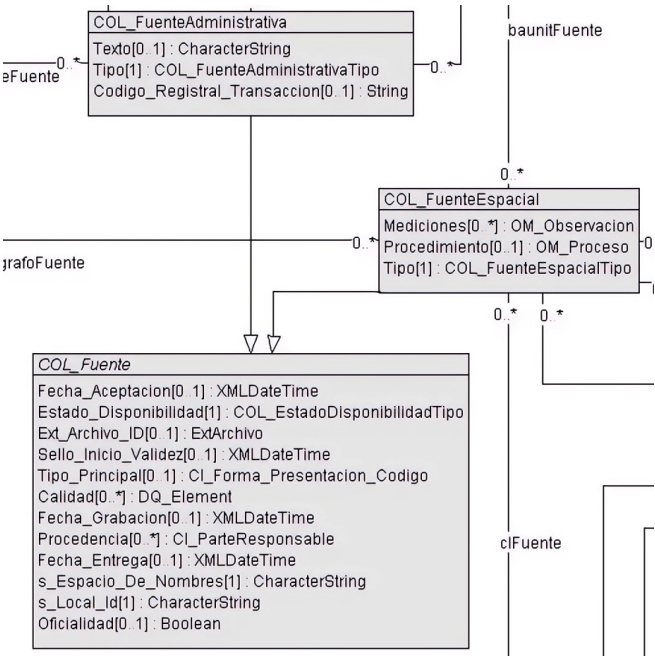 COL_FuenteAdministrativa
Texto[0..1] : CharacterString
Tipo[1] : COL_FuenteAdministrativaTipo
Codigo_Registral_Transaccion[0..1] : String
0..*
eFuente
0..*
baunitFuente
0..*
COL_FuenteEspacial
Mediciones[0..*] : OM_Observacion
Procedimiento[0..1] : OM_Proceso
Tipo[1] : COL_FuenteEspacialTipo
0..*
grafoFuente
0
0..*
0..*
COL_Fuente
Fecha_Aceptacion[0..1] : XMLDateTime
Estado_Disponibilidad[1] : COL_EstadoDisponibilidadTipo
Ext_Archivo_ID[0..1] : ExtArchivo
Sello_Inicio_Validez[0..1] : XMLDateTime
Tipo_Principal[0..1] : CI_Forma_Presentacion_Codigo
Calidad[0..*] : DQ_Element
Fecha_Grabacion[0..1] : XMLDateTime
Procedencia[0..*] : CI_ParteResponsable
Fecha_Entrega[0..1] : XMLDateTime
s_Espacio_De_Nombres[1] : CharacterString
s_Local_Id[1] : CharacterString
Oficialidad[0..1] : Boolean
clFuente